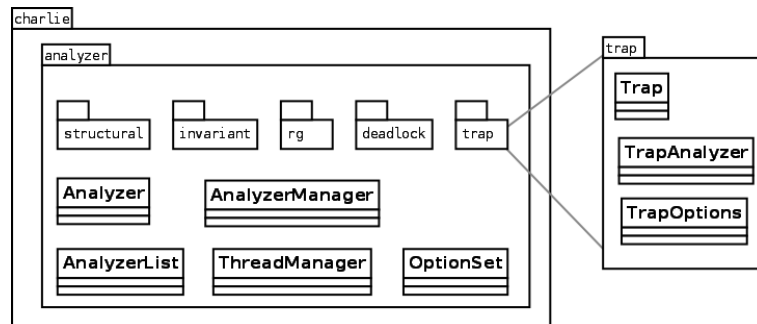 charlie
analyzer
trap
structural
invariant
rg
deadlock
trap
Trap
TrapAnalyzer
TrapOptions
Analyzer
AnalyzerManager
AnalyzerList
ThreadManager
OptionSet